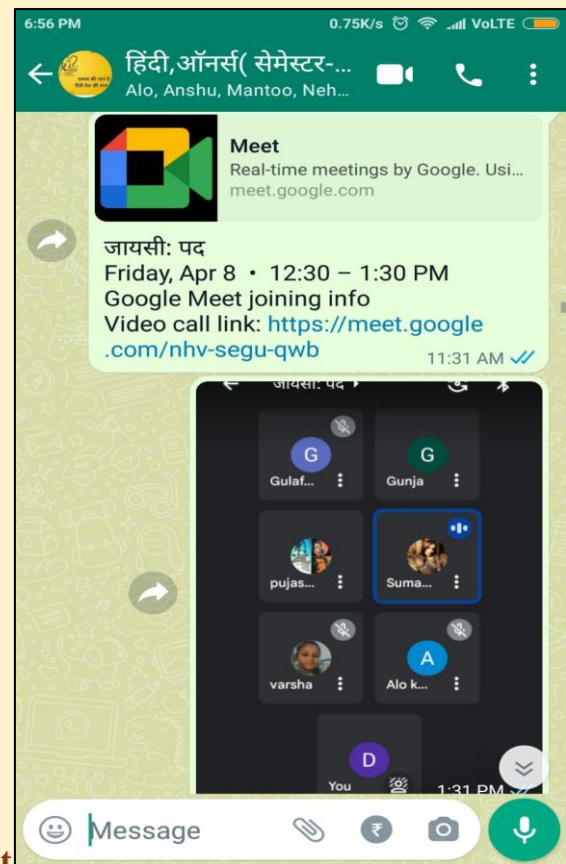 6:56 PM 0.75K/s VoLTE
हिंदी,ऑनर्स( सेमेस्टर-...
Alo, Anshu, Mantoo, Neh...
Meet
Real-time meetings by Google. Usi...
meet.google.com
जायसी: पद
Friday, Apr 8 • 12:30 – 1:30 PM
Google Meet joining info
Video call link: https://meet.google
.com/nhv-segu-qwb
11:31 AM
जायसी: पद
G G
Gulaf... Gunja
pujas... Suma...
A
varsha Alo k...
D
You
1:31 PM
Message
t